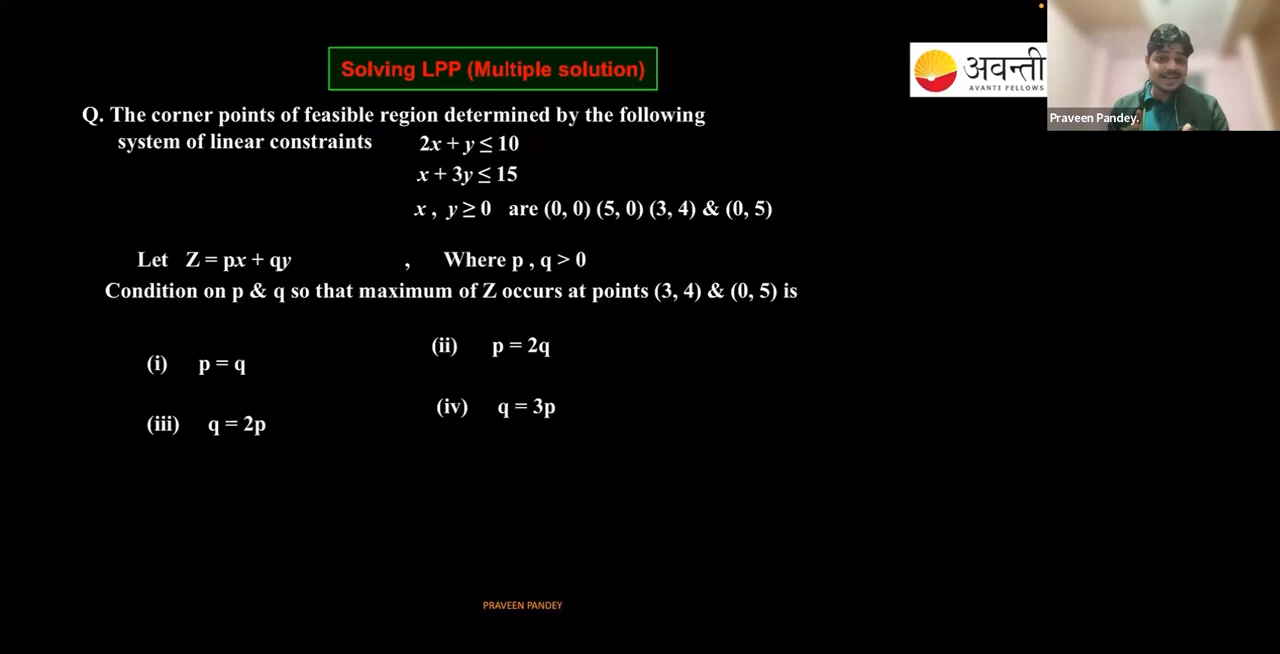 Solving LPP (Multiple solution)
अवन्ती
AVANTI FELLOWS
Praveen Pandey.
Q. The corner points of feasible region determined by the following
system of linear constraints 2x + y ≤ 10
x + 3y ≤ 15
x , y ≥ 0 are (0, 0) (5, 0) (3, 4) & (0, 5)
Let Z = px + qy , Where p , q > 0
Condition on p & q so that maximum of Z occurs at points (3, 4) & (0, 5) is
(i) p = q
(ii) p = 2q
(iii) q = 2p
(iv) q = 3p
PRAVEEN PANDEY